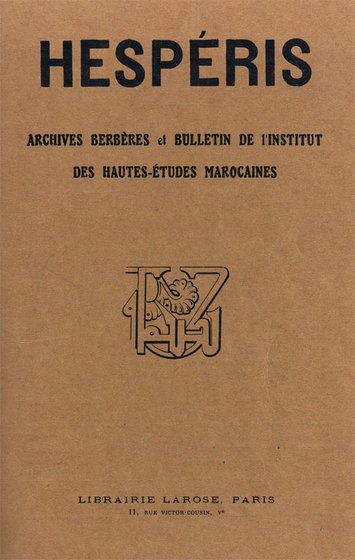 HESPÉRIS
ARCHIVES BERBÈRES et BULLETIN DE l'INSTITUT
DES HAUTES-ÉTUDES MAROCAINES
LIBRAIRIE LAROSE, PARIS
11, RUE VICTOR-COUSIN, Vᵉ